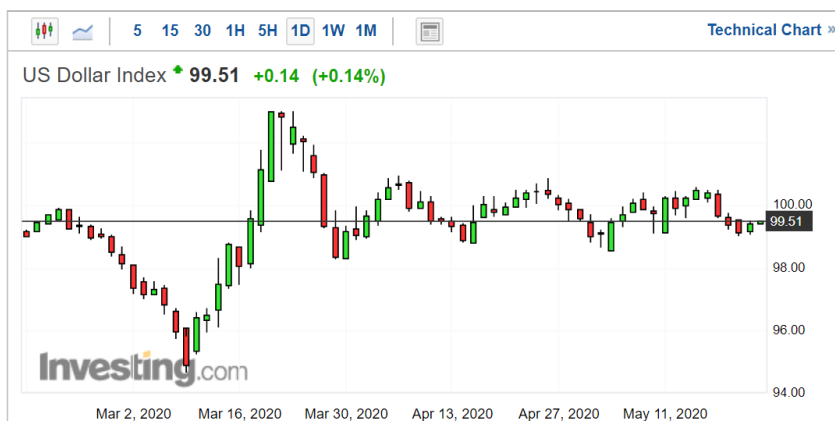 5 15 30 1H 5H 1D 1W 1M Technical Chart »
US Dollar Index 99.51 +0.14 (+0.14%)
100.00
99.51
98.00
96.00
Investing.com
94.00
Mar 2, 2020 Mar 16, 2020 Mar 30, 2020 Apr 13, 2020 Apr 27, 2020 May 11, 2020